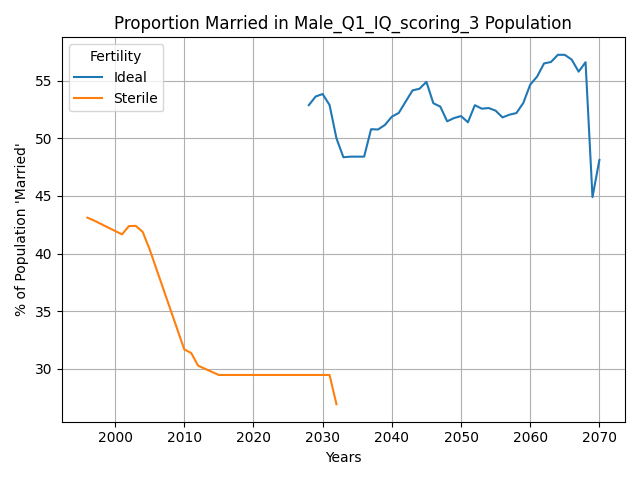 Proportion Married in Male_Q1_IQ_scoring_3 Population
Fertility
Ideal
Sterile
% of Population 'Married'
55
50
45
40
35
30
2000 2010 2020 2030 2040 2050 2060 2070
Years